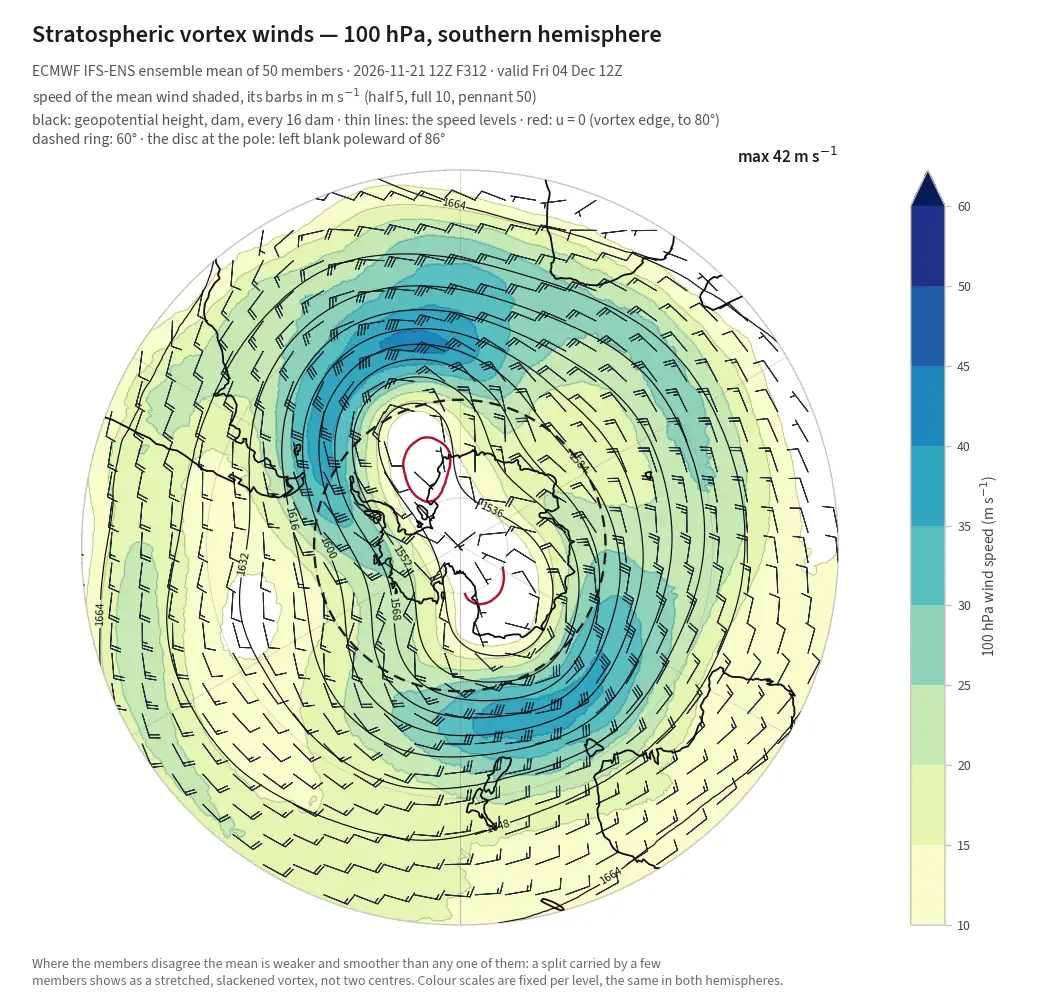 Stratospheric vortex winds — 100 hPa, southern hemisphere
ECMWF IFS-ENS ensemble mean of 50 members · 2026-11-21 12Z F312 · valid Fri 04 Dec 12Z
speed of the mean wind shaded, its barbs in m s⁻¹ (half 5, full 10, pennant 50)
black: geopotential height, dam, every 16 dam · thin lines: the speed levels · red: u = 0 (vortex edge, to 80°)
dashed ring: 60° · the disc at the pole: left blank poleward of 86°
max 42 m s⁻¹
1664
1584
1536
1616
1600
1552
1632
1568
1664
1648
1664
60
50
45
40
35
30
25
20
15
10
100 hPa wind speed (m s⁻¹)
Where the members disagree the mean is weaker and smoother than any one of them: a split carried by a few
members shows as a stretched, slackened vortex, not two centres. Colour scales are fixed per level, the same in both hemispheres.